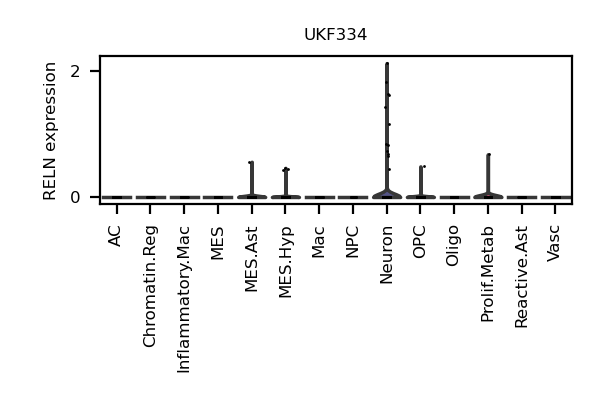 UKF334
RELN expression
2
0
AC
Chromatin.Reg
Inflammatory.Mac
MES
MES.Ast
MES.Hyp
Mac
NPC
Neuron
OPC
Oligo
Prolif.Metab
Reactive.Ast
Vasc